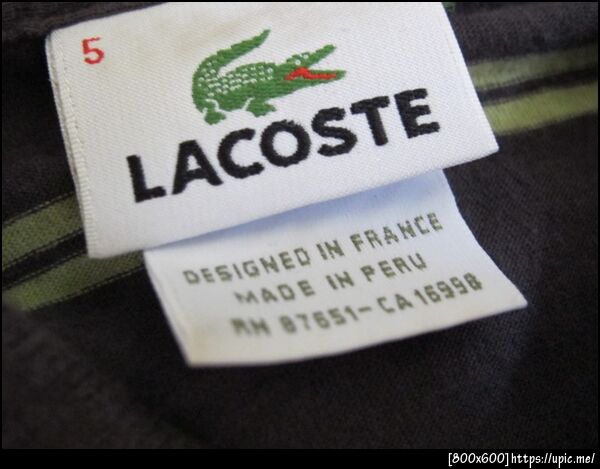 5
LACOSTE
DESIGNED IN FRANCE
MADE IN PERU
RN 87651-CA 16998
[800x600]https://upic.me/